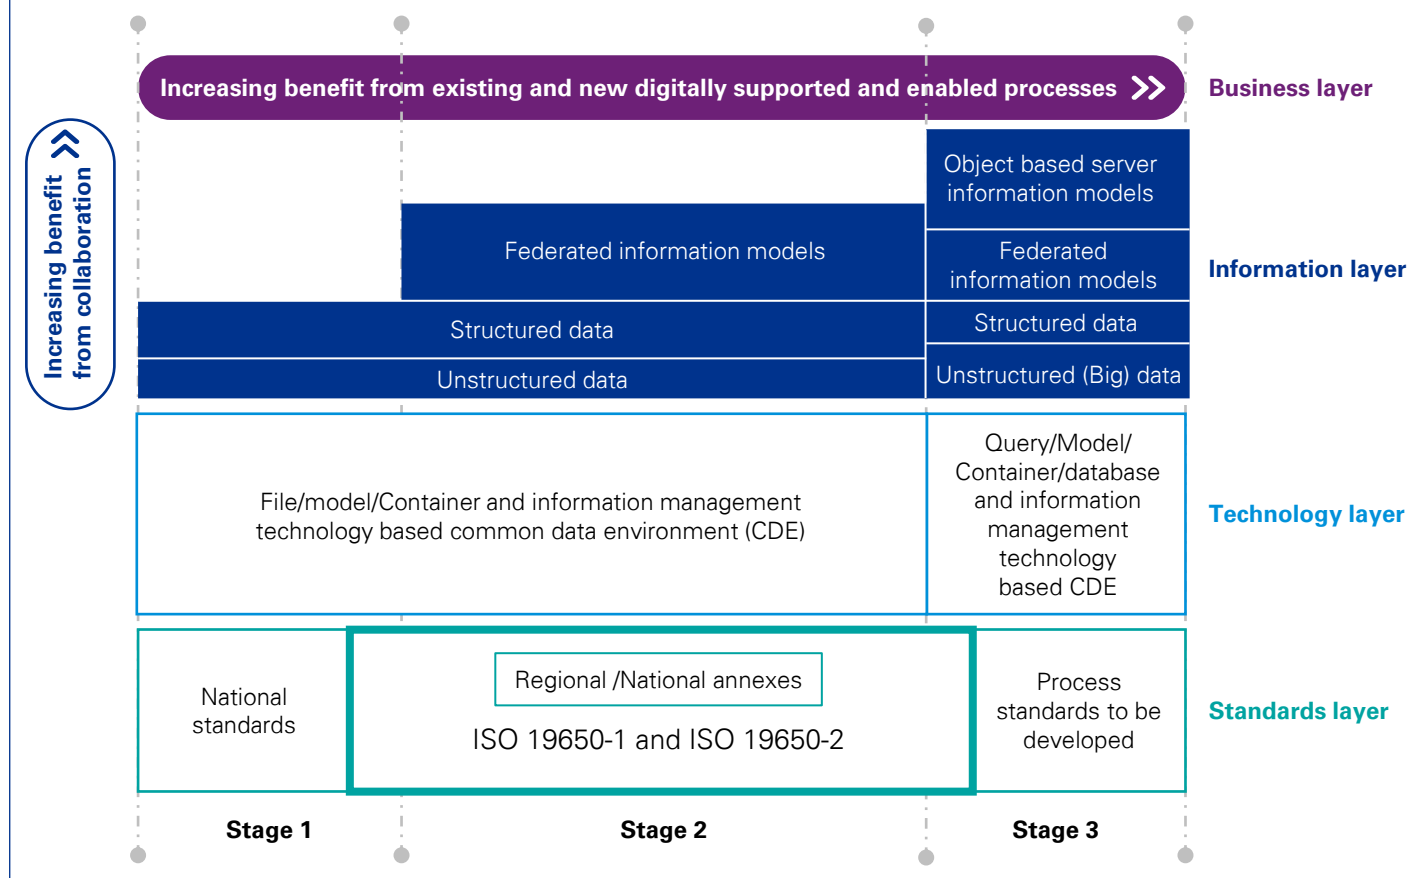 Increasing benefit from existing and new digitally supported and enabled processes
Business layer
Increasing benefit
from collaboration
Object based server
information models
Federated information models
Federated
information models
Information layer
Structured data
Structured data
Unstructured data
Unstructured (Big) data
File/model/Container and information management
technology based common data environment (CDE)
Query/Model/
Container/database
and information
management
technology
based CDE
Technology layer
National
standards
Regional /National annexes
ISO 19650-1 and ISO 19650-2
Process
standards to be
developed
Standards layer
Stage 1
Stage 2
Stage 3